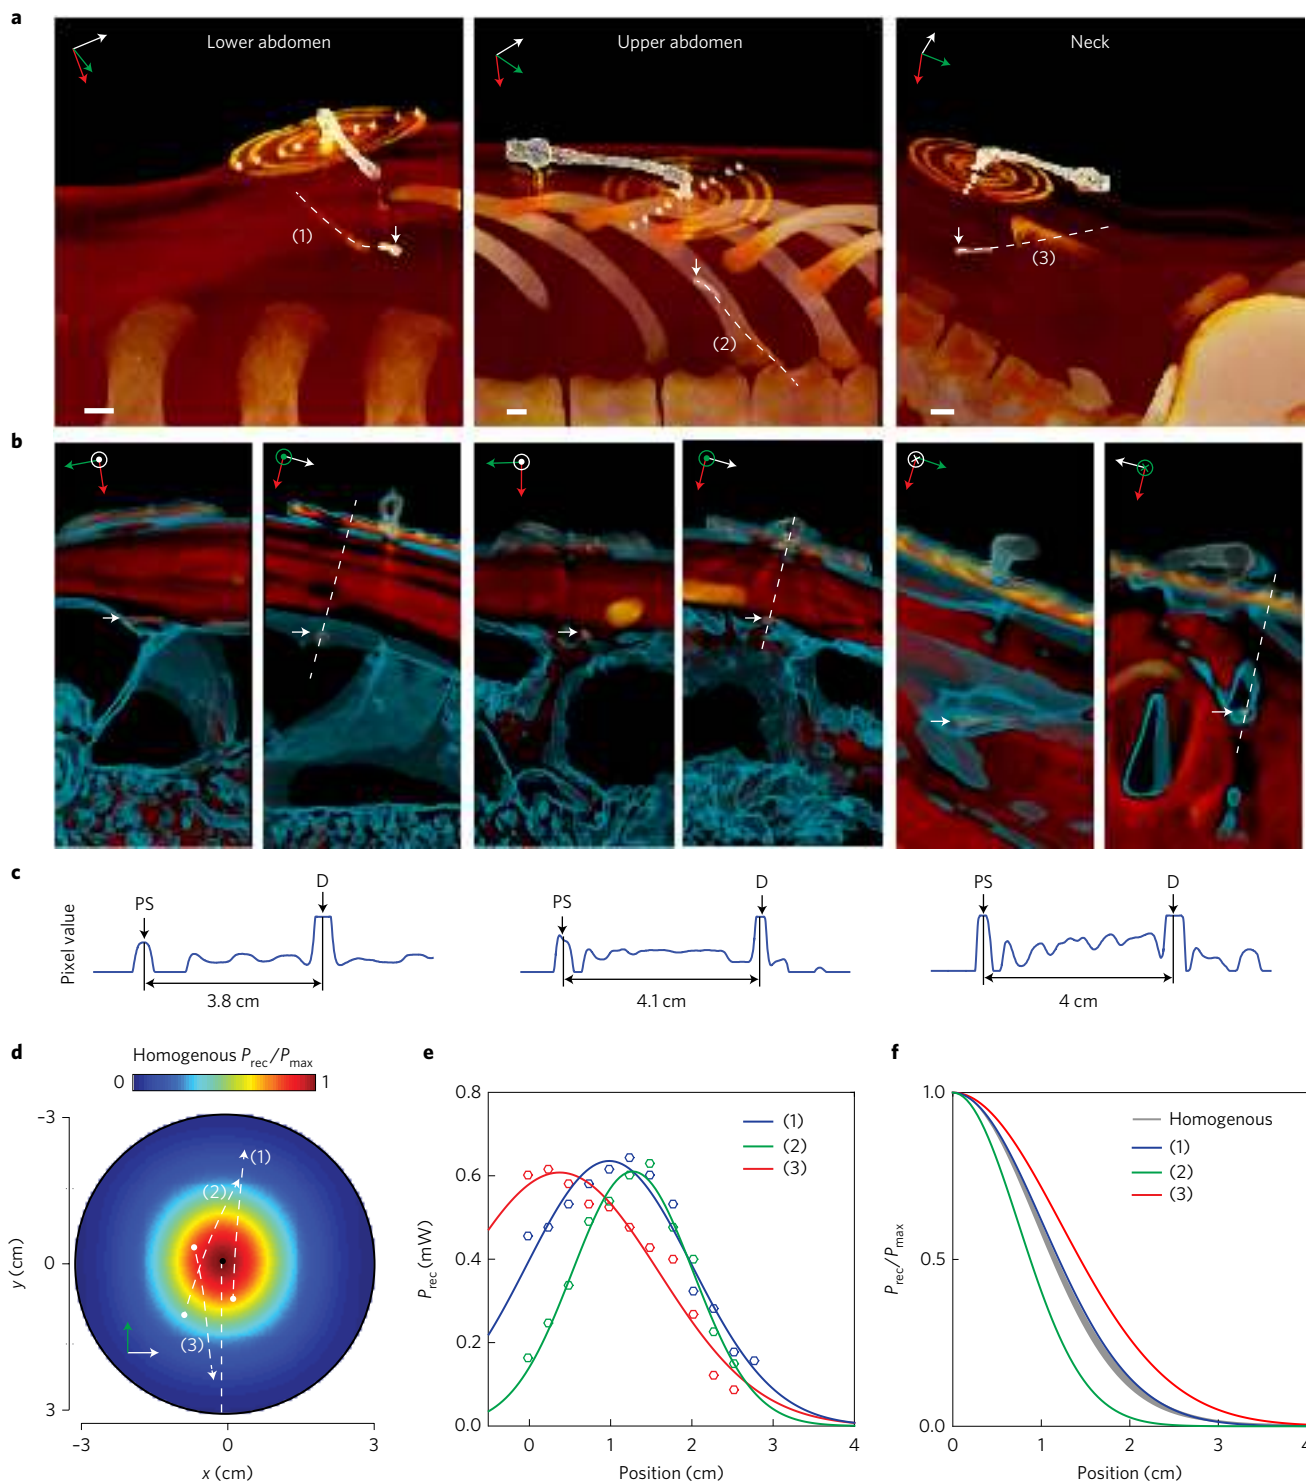 a
Lower abdomen
Upper abdomen
Neck
(1)
(2)
(3)
b
c
Pixel value
PS
D
3.8 cm
PS
D
4.1 cm
PS
D
4 cm
d
Homogenous P_rec/P_max
0
1
–3
0
3
y (cm)
(1)
(2)
(3)
–3
0
3
x (cm)
e
0.8
0.6
0.4
0.2
0.0
P_rec (mW)
(1)
(2)
(3)
0
1
2
3
4
Position (cm)
f
1.0
0.5
0.0
P_rec/P_max
Homogenous
(1)
(2)
(3)
0
1
2
3
4
Position (cm)